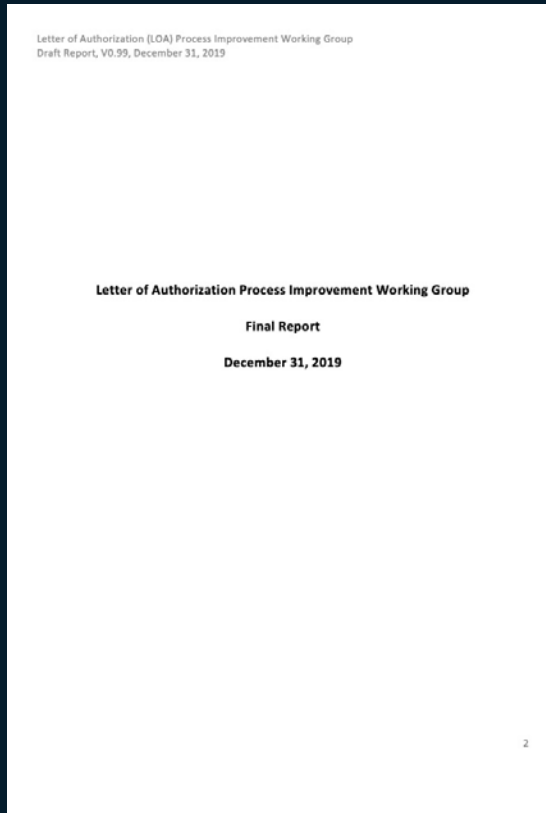 Letter of Authorization (LOA) Process Improvement Working Group
Draft Report, V0.99, December 31, 2019
Letter of Authorization Process Improvement Working Group
Final Report
December 31, 2019
2